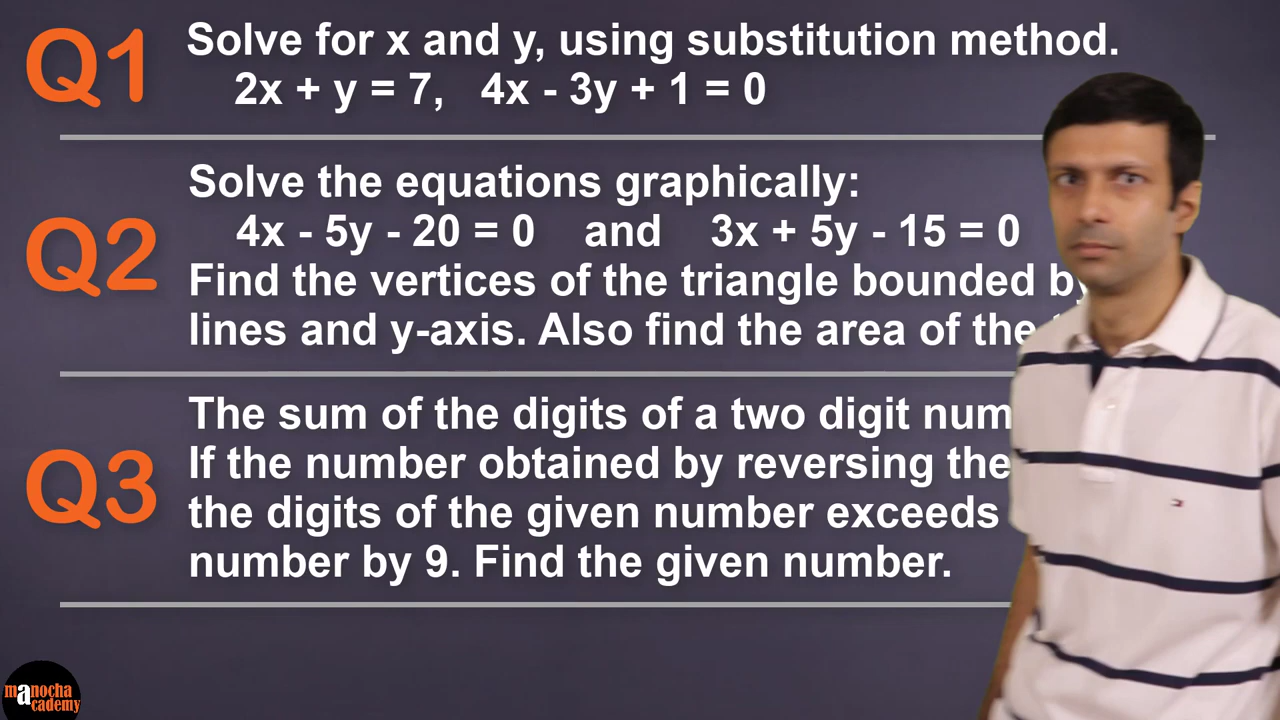 Q1
Solve for x and y, using substitution method.
2x + y = 7, 4x - 3y + 1 = 0
Q2
Solve the equations graphically:
4x - 5y - 20 = 0 and 3x + 5y - 15 = 0
Find the vertices of the triangle bounded by
lines and y-axis. Also find the area of the
Q3
The sum of the digits of a two digit num
If the number obtained by reversing the
the digits of the given number exceeds
number by 9. Find the given number.
manocha
academy